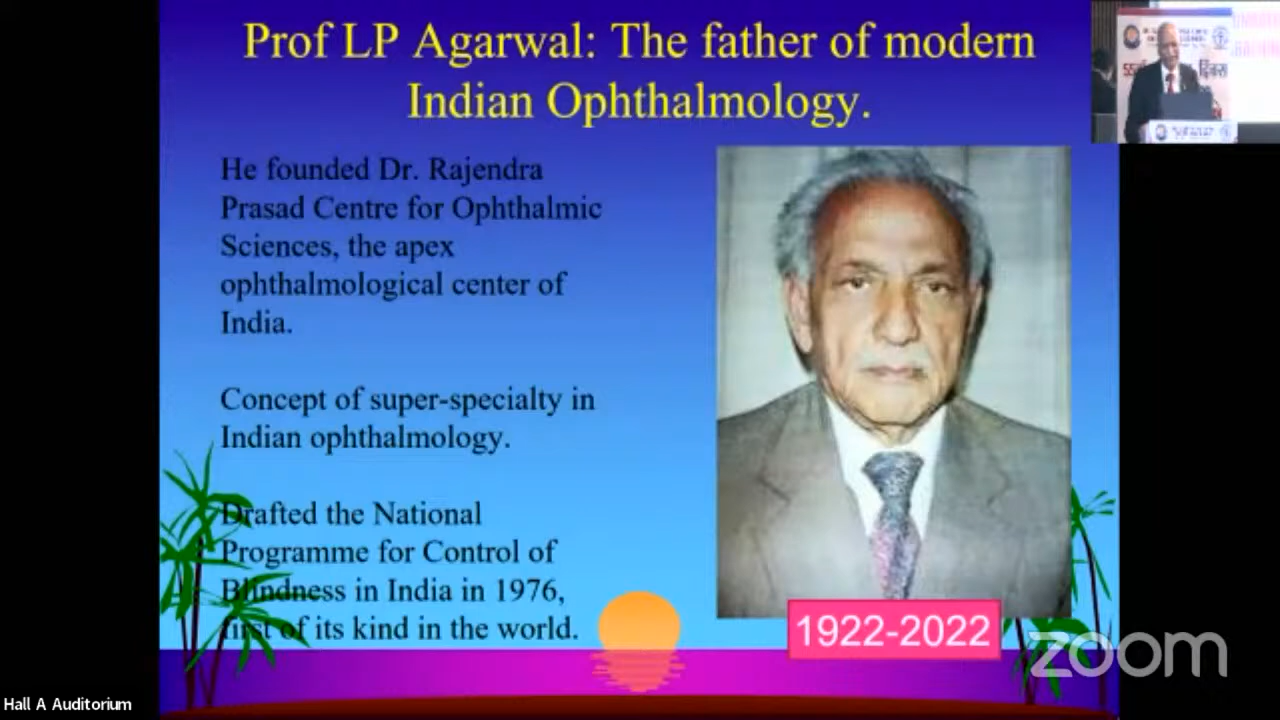 Prof LP Agarwal: The father of modern
Indian Ophthalmology.
He founded Dr. Rajendra
Prasad Centre for Ophthalmic
Sciences, the apex
ophthalmological center of
India.
Concept of super-specialty in
Indian ophthalmology.
Drafted the National
Programme for Control of
Blindness in India in 1976,
first of its kind in the world.
1922-2022
zoom
Hall A Auditorium